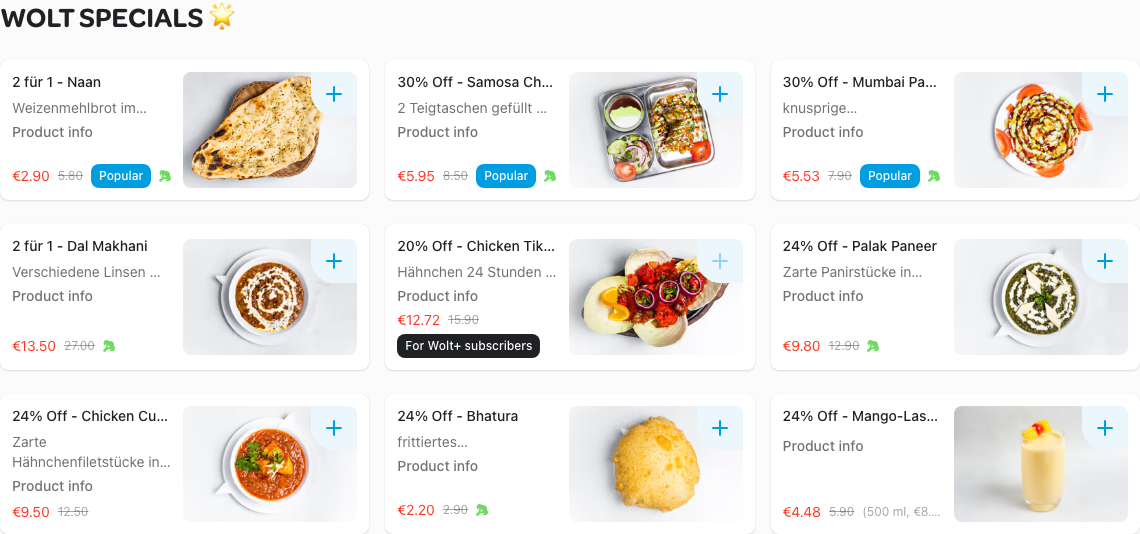 WOLT SPECIALS 🌟
2 für 1 - Naan
Weizenmehlbrot im...
Product info
€2.90 5.80 Popular
30% Off - Samosa Ch...
2 Teigtaschen gefüllt ...
Product info
€5.95 8.50 Popular
30% Off - Mumbai Pa...
knusprige...
Product info
€5.53 7.90 Popular
2 für 1 - Dal Makhani
Verschiedene Linsen ...
Product info
€13.50 27.00
20% Off - Chicken Tik...
Hähnchen 24 Stunden ...
Product info
€12.72 15.90
For Wolt+ subscribers
24% Off - Palak Paneer
Zarte Panirstücke in...
Product info
€9.80 12.90
24% Off - Chicken Cu...
Zarte
Hähnchenfiletstücke in...
Product info
€9.50 12.50
24% Off - Bhatura
frittiertes...
Product info
€2.20 2.90
24% Off - Mango-Las...
Product info
€4.48 5.90 (500 ml, €8....